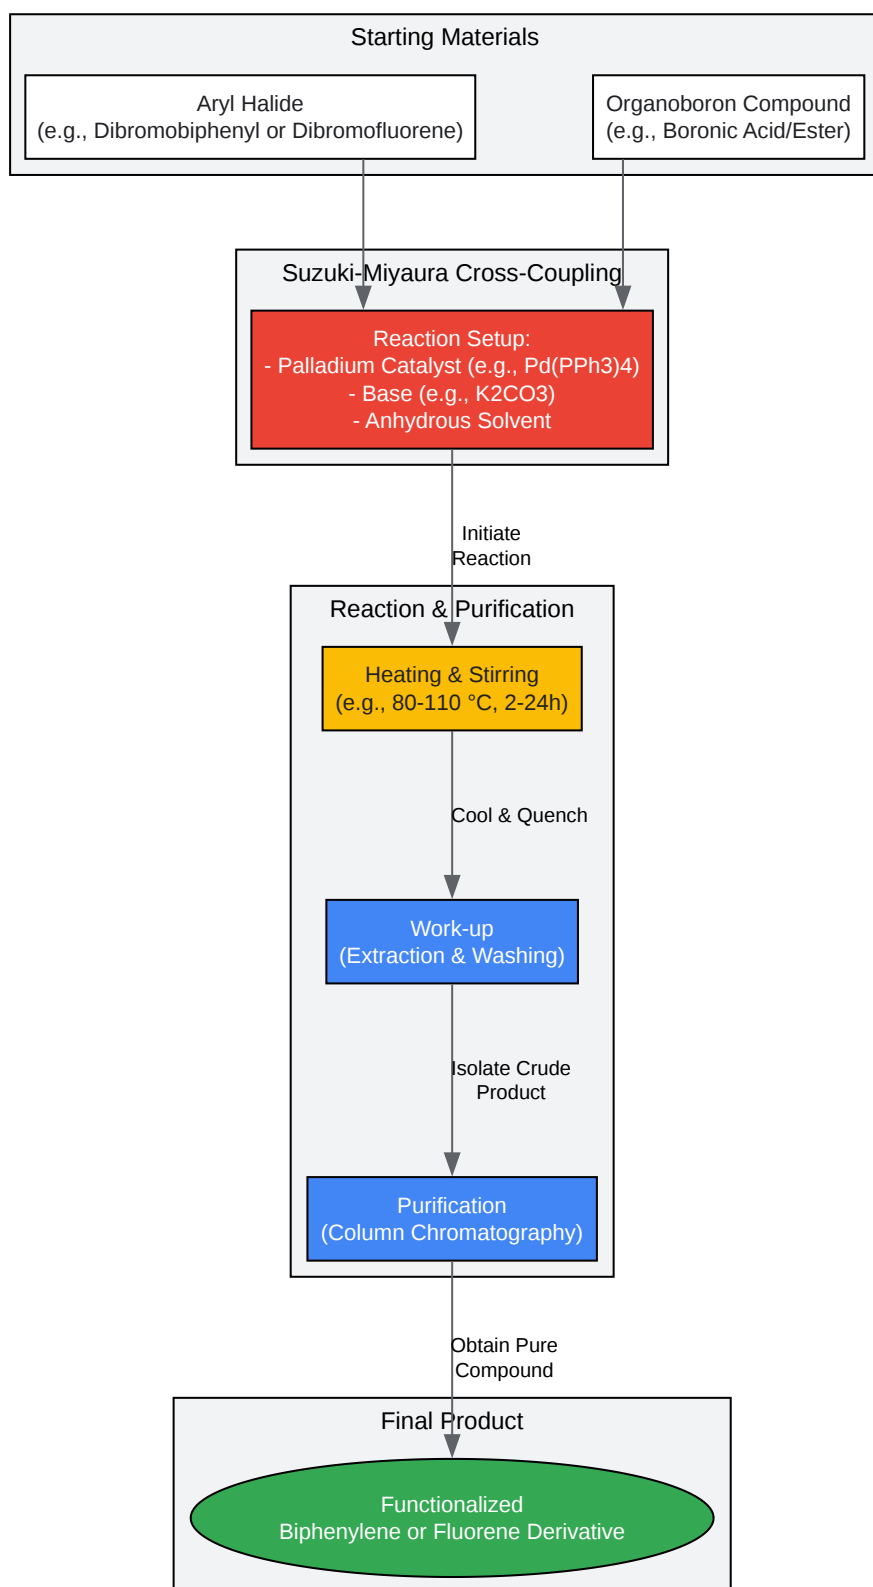 Starting Materials
Aryl Halide
(e.g., Dibromobiphenyl or Dibromofluorene)
Organoboron Compound
(e.g., Boronic Acid/Ester)
Suzuki-Miyaura Cross-Coupling
Reaction Setup:
- Palladium Catalyst (e.g., Pd(PPh3)4)
- Base (e.g., K2CO3)
- Anhydrous Solvent
Initiate
Reaction
Reaction & Purification
Heating & Stirring
(e.g., 80-110 °C, 2-24h)
Cool & Quench
Work-up
(Extraction & Washing)
Isolate Crude
Product
Purification
(Column Chromatography)
Obtain Pure
Compound
Final Product
Functionalized
Biphenylene or Fluorene Derivative